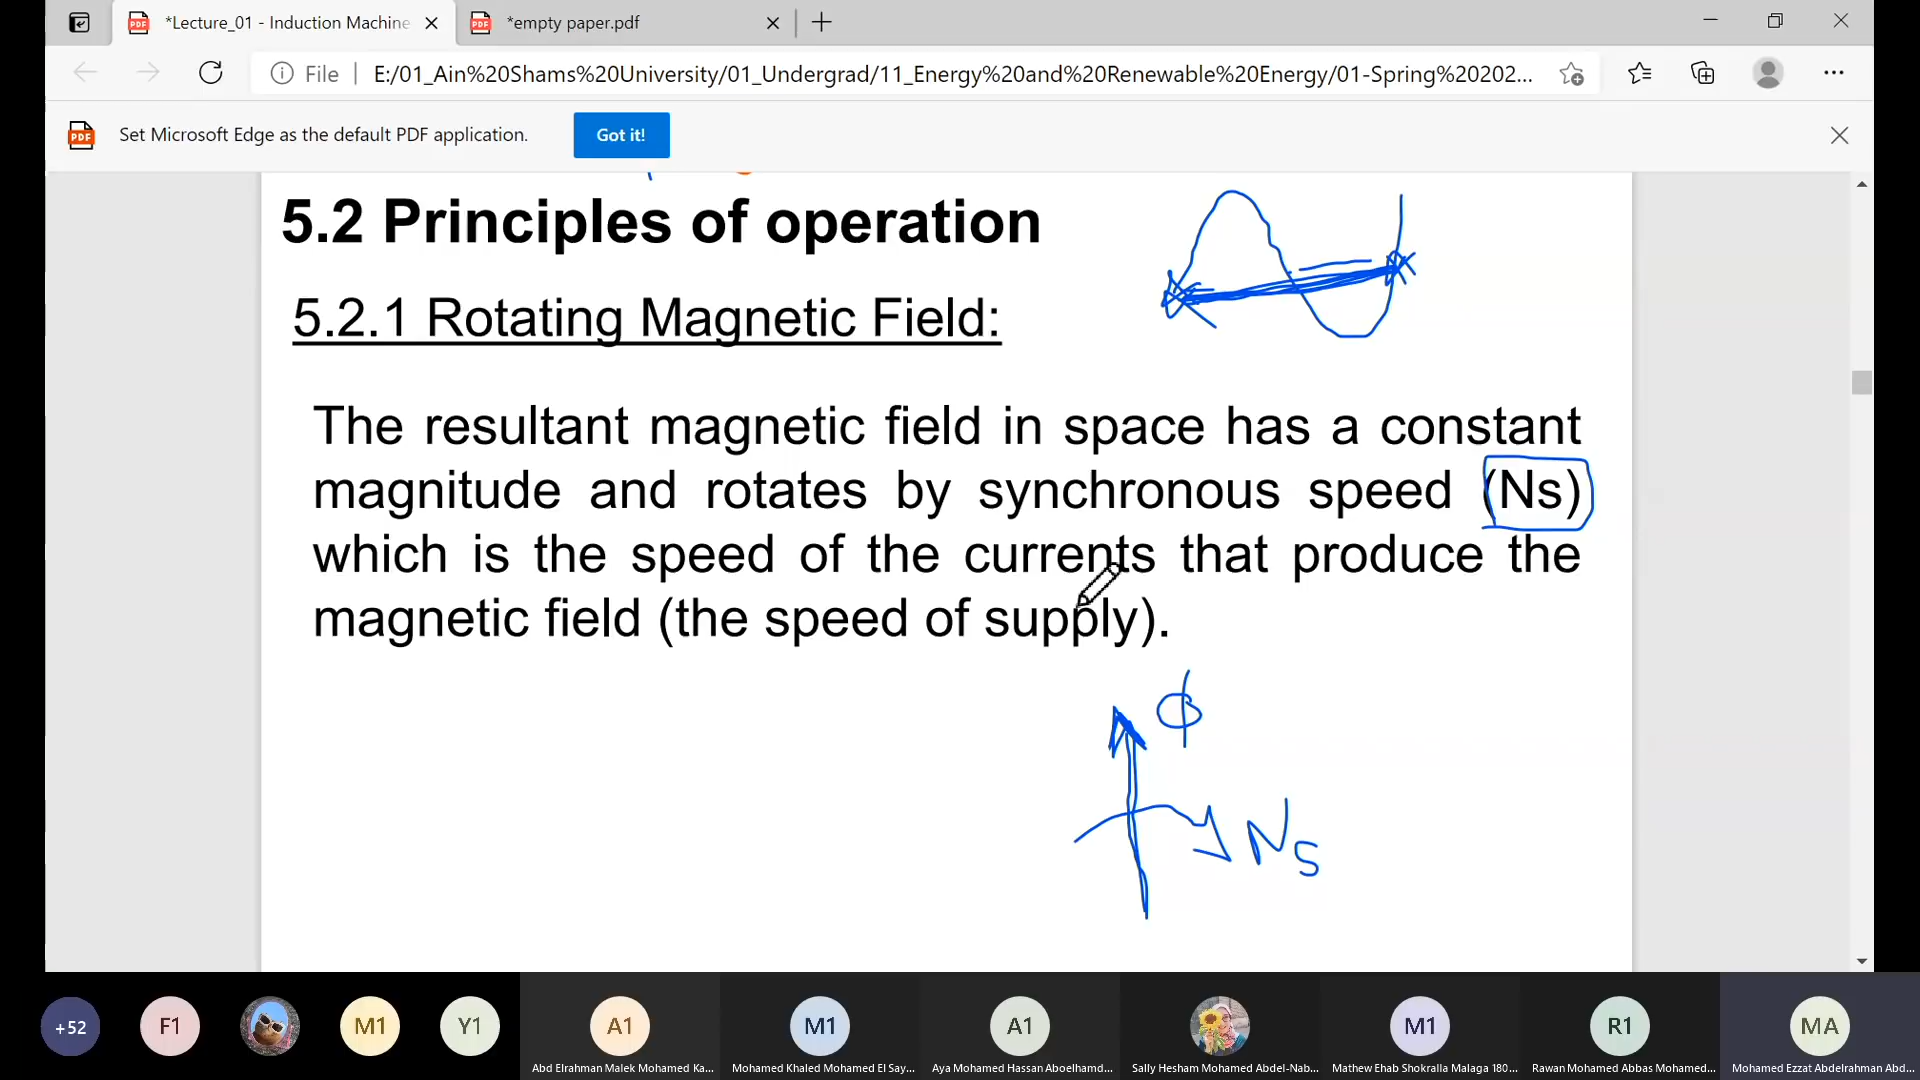 *Lecture_01 - Induction Machine
*empty paper.pdf
File
E:/01_Ain%20Shams%20University/01_Undergrad/11_Energy%20and%20Renewable%20Energy/01-Spring%20202...
PDF
Set Microsoft Edge as the default PDF application.
Got it!
5.2 Principles of operation
5.2.1 Rotating Magnetic Field:
The resultant magnetic field in space has a constant
magnitude and rotates by synchronous speed (Ns)
which is the speed of the currents that produce the
magnetic field (the speed of supply).
ϕ
Ns
+52
F1
M1
Y1
A1
M1
A1
M1
R1
MA
Abd Elrahman Malek Mohamed Ka...
Mohamed Khaled Mohamed El Say...
Aya Mohamed Hassan Aboelhamd...
Sally Hesham Mohamed Abdel-Nab...
Mathew Ehab Shokralla Malaga 180...
Rawan Mohamed Abbas Mohamed...
Mohamed Ezzat Abdelrahman Abd...